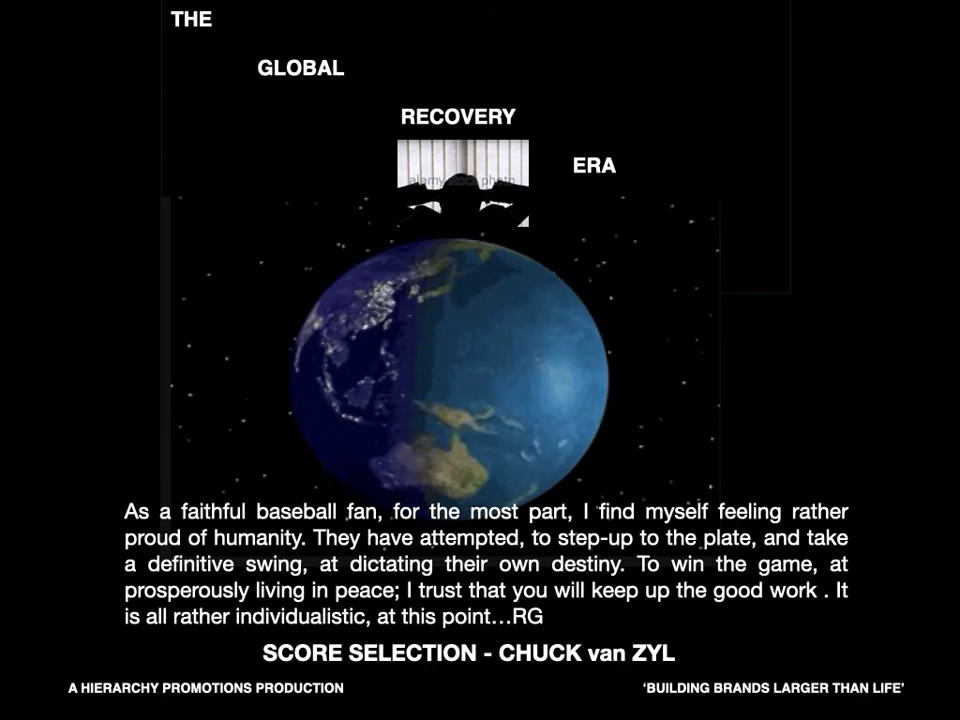 THE
GLOBAL
RECOVERY
ERA
alamy stock photo
As a faithful baseball fan, for the most part, I find myself feeling rather
proud of humanity. They have attempted, to step-up to the plate, and take
a definitive swing, at dictating their own destiny. To win the game, at
prosperously living in peace; I trust that you will keep up the good work . It
is all rather individualistic, at this point…RG
SCORE SELECTION - CHUCK van ZYL
A HIERARCHY PROMOTIONS PRODUCTION
‘BUILDING BRANDS LARGER THAN LIFE’